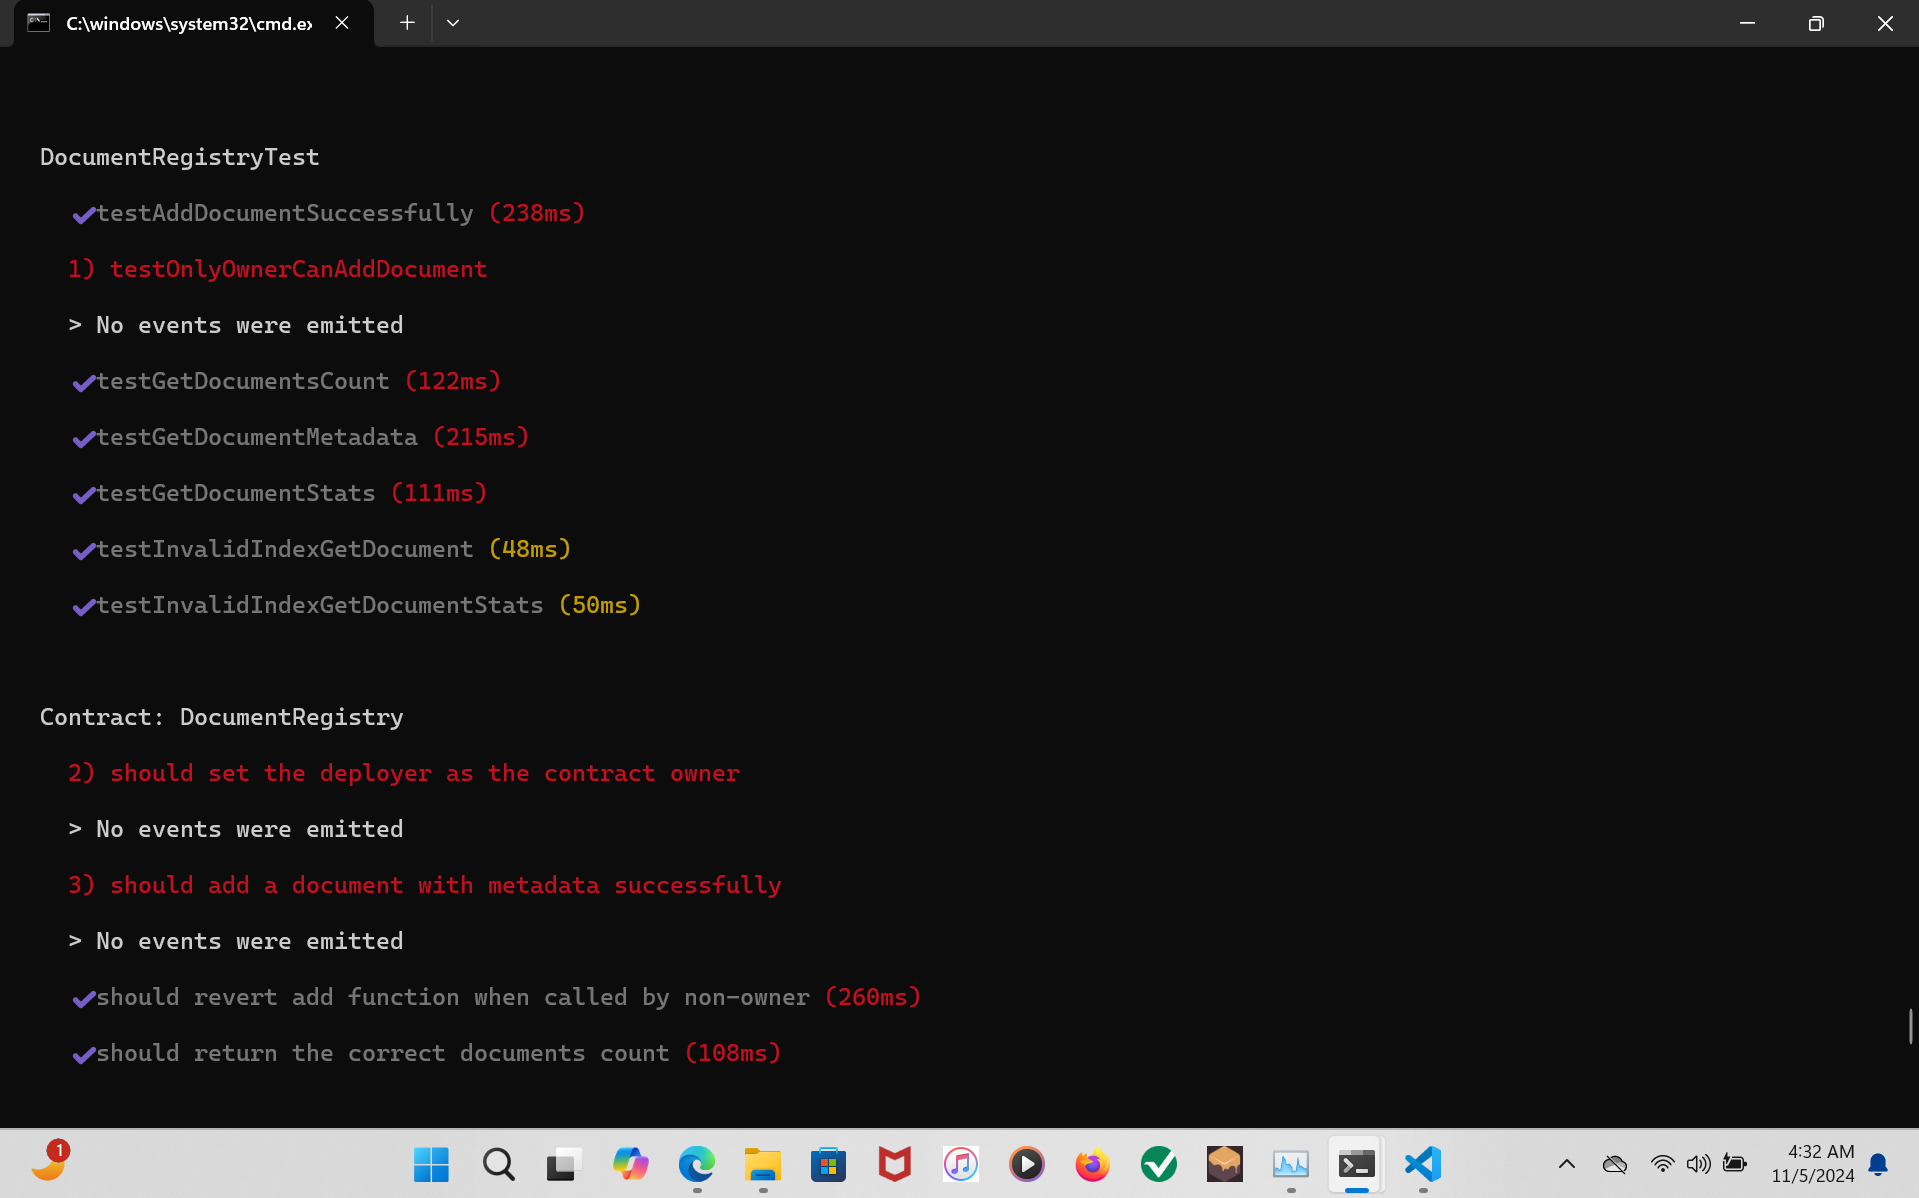 C:\windows\system32\cmd.ex
DocumentRegistryTest
✔testAddDocumentSuccessfully (238ms)
1) testOnlyOwnerCanAddDocument
> No events were emitted
✔testGetDocumentsCount (122ms)
✔testGetDocumentMetadata (215ms)
✔testGetDocumentStats (111ms)
✔testInvalidIndexGetDocument (48ms)
✔testInvalidIndexGetDocumentStats (50ms)
Contract: DocumentRegistry
2) should set the deployer as the contract owner
> No events were emitted
3) should add a document with metadata successfully
> No events were emitted
✔should revert add function when called by non-owner (260ms)
✔should return the correct documents count (108ms)
1
4:32 AM
11/5/2024